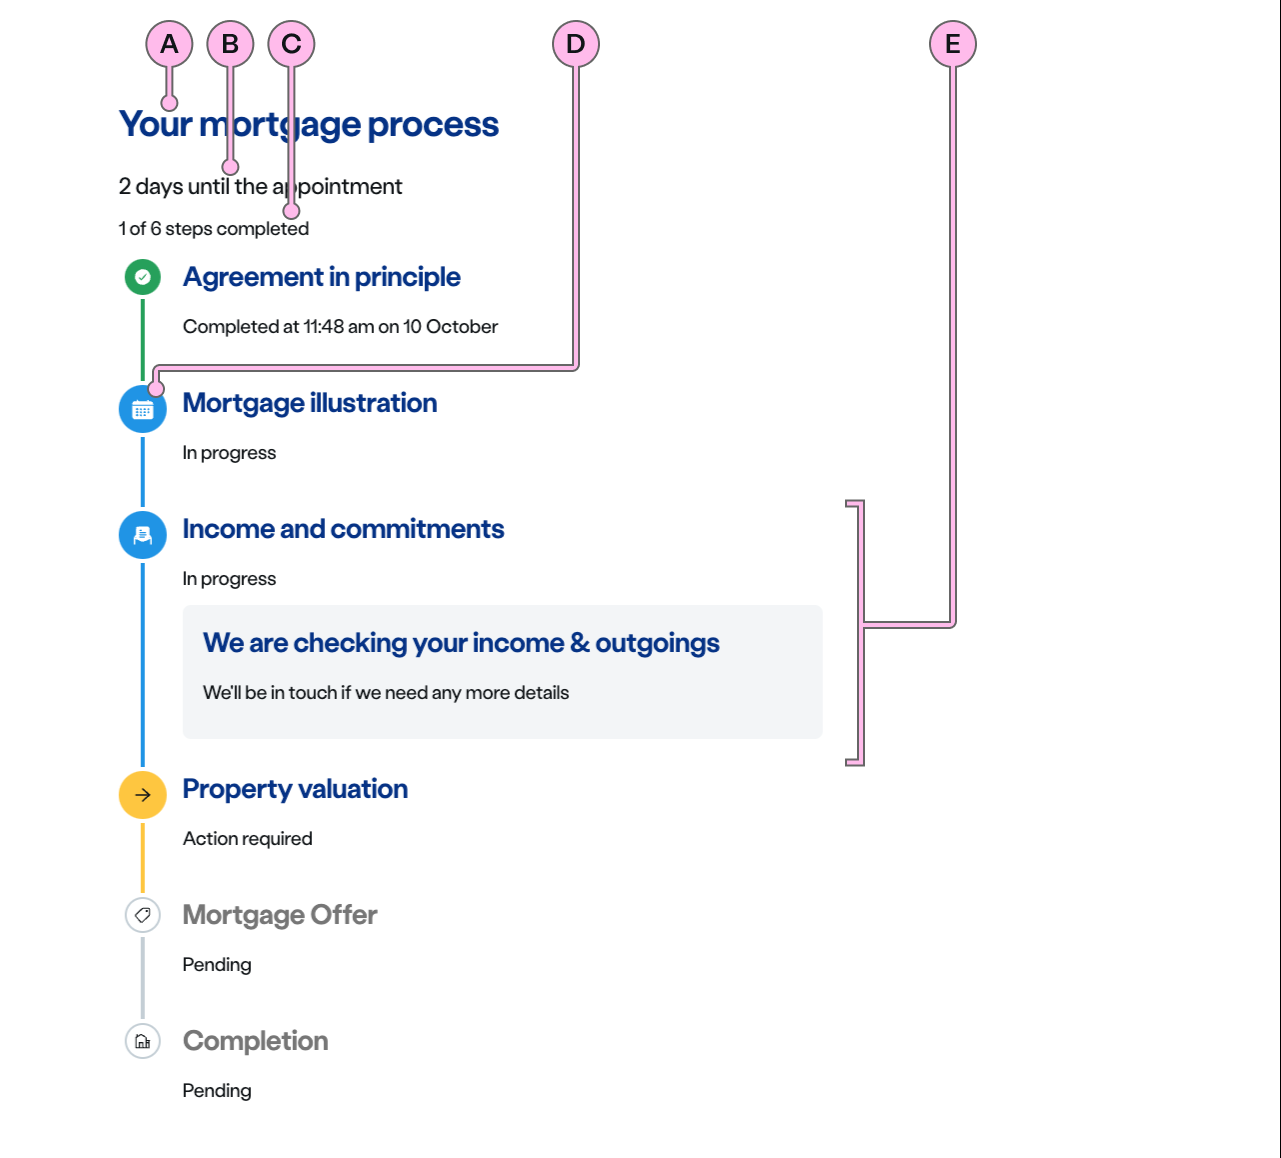 A B C D E
Your mortgage process
2 days until the appointment
1 of 6 steps completed
Agreement in principle
Completed at 11:48 am on 10 October
Mortgage illustration
In progress
Income and commitments
In progress
We are checking your income & outgoings
We'll be in touch if we need any more details
Property valuation
Action required
Mortgage Offer
Pending
Completion
Pending